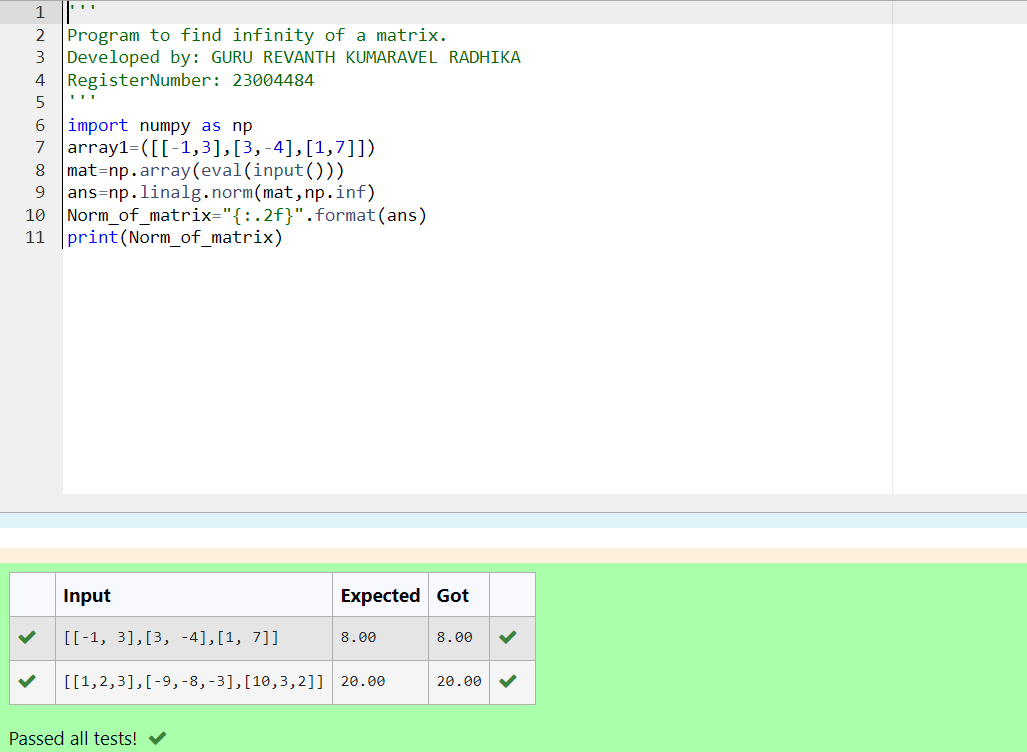 1 '''
2 Program to find infinity of a matrix.
3 Developed by: GURU REVANTH KUMARAVEL RADHIKA
4 RegisterNumber: 23004484
5 '''
6 import numpy as np
7 array1=([[-1,3],[3,-4],[1,7]])
8 mat=np.array(eval(input()))
9 ans=np.linalg.norm(mat,np.inf)
10 Norm_of_matrix="{:.2f}".format(ans)
11 print(Norm_of_matrix)
Input Expected Got
[[-1, 3],[3, -4],[1, 7]] 8.00 8.00
[[1,2,3],[-9,-8,-3],[10,3,2]] 20.00 20.00
Passed all tests!